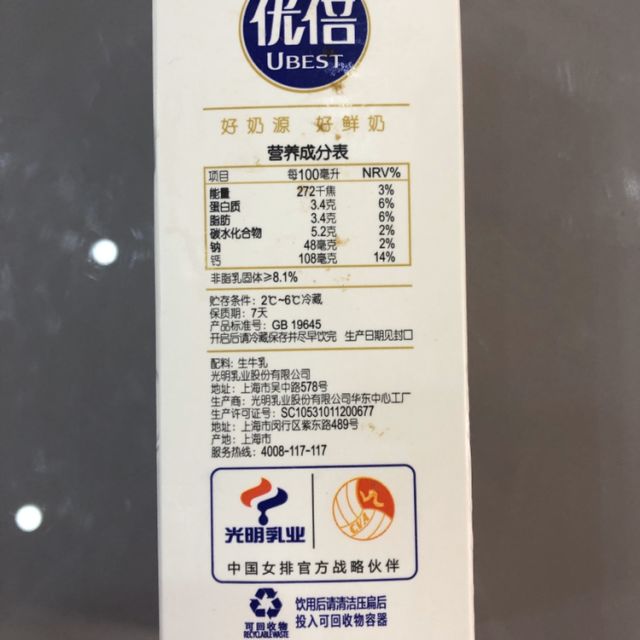 优倍
UBEST
好奶源 好鲜奶
营养成分表
项目 每100毫升 NRV%
能量 272千焦 3%
蛋白质 3.4克 6%
脂肪 3.4克 6%
碳水化合物 5.2克 2%
钠 48毫克 2%
钙 108毫克 14%
非脂乳固体≥8.1%
贮存条件：2℃~6℃冷藏
保质期：7天
产品标准号：GB 19645
开启后请冷藏保存并尽早饮完 生产日期见封口
配料：生牛乳
光明乳业股份有限公司
地址：上海市吴中路578号
生产商：光明乳业股份有限公司华东中心工厂
生产许可证号：SC10531011200677
地址：上海市闵行区紫东路489号
产地：上海市
服务热线：4008-117-117
光明乳业 CVA
中国女排官方战略伙伴
可回收物 饮用后请清洁压扁后
RECYCLABLE WASTE 投入可回收物容器